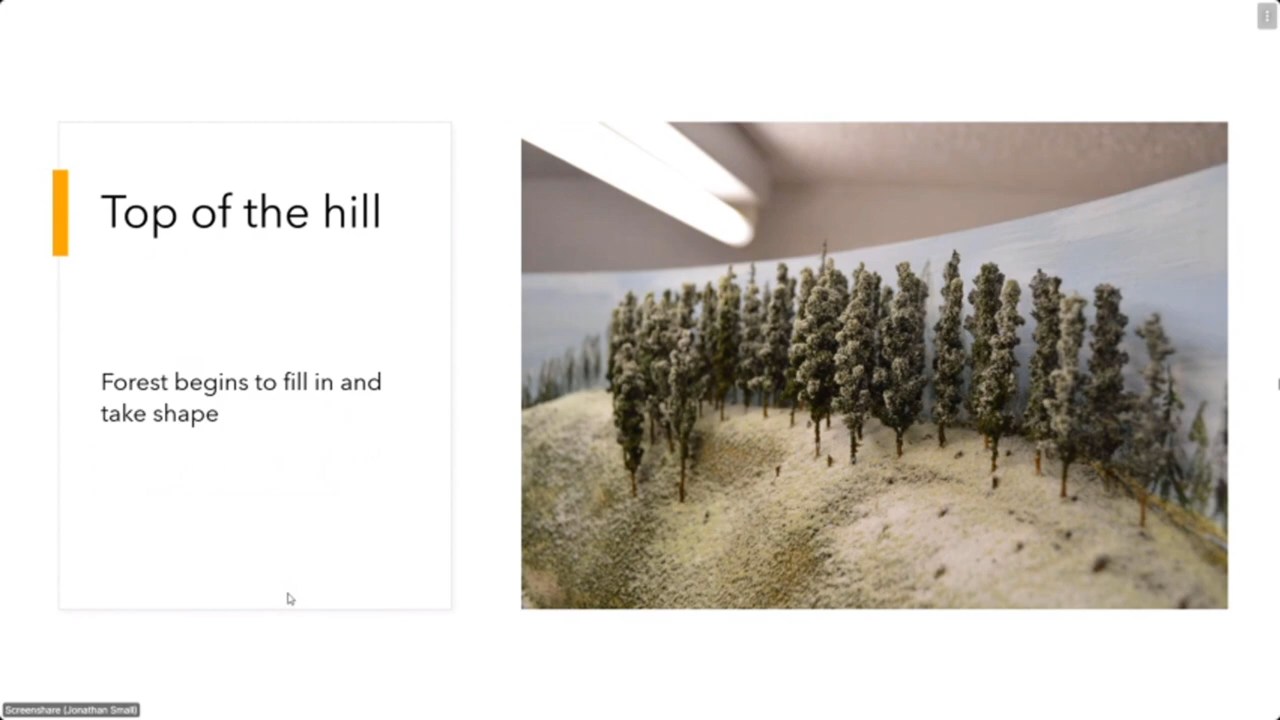 Top of the hill
Forest begins to fill in and
take shape
Screenshare (Jonathan Small)